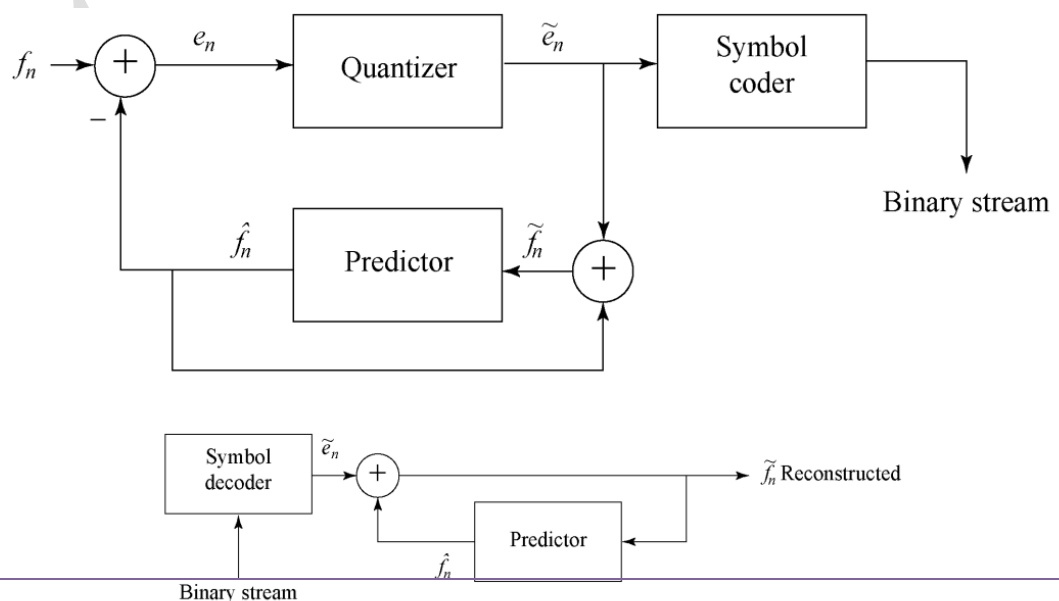 f_n
+
e_n
Quantizer
ẽ_n
Symbol
coder
−
Binary stream
f̂_n
Predictor
f̃_n
+
Symbol
decoder
ẽ_n
+
f̃_n Reconstructed
Predictor
f̂_n
Binary stream